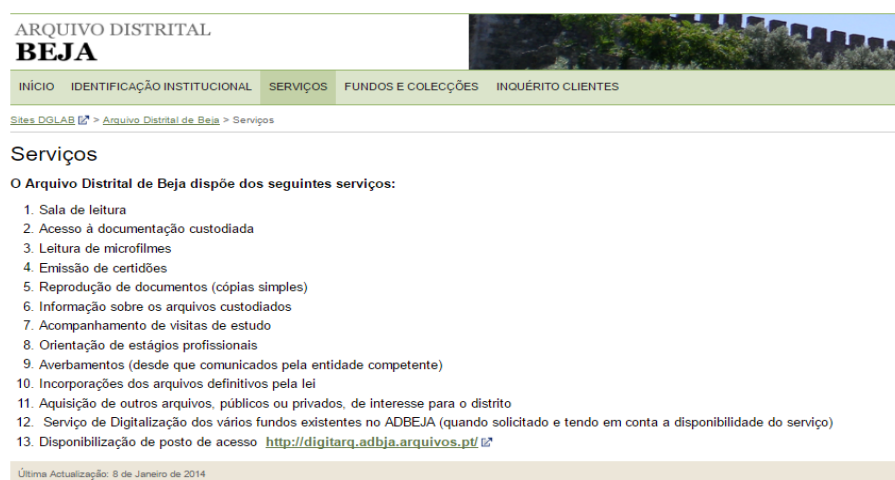 ARQUIVO DISTRITAL
BEJA
INÍCIO IDENTIFICAÇÃO INSTITUCIONAL SERVIÇOS FUNDOS E COLECÇÕES INQUÉRITO CLIENTES
Sites DGLAB > Arquivo Distrital de Beja > Serviços
Serviços
O Arquivo Distrital de Beja dispõe dos seguintes serviços:
1. Sala de leitura
2. Acesso à documentação custodiada
3. Leitura de microfilmes
4. Emissão de certidões
5. Reprodução de documentos (cópias simples)
6. Informação sobre os arquivos custodiados
7. Acompanhamento de visitas de estudo
8. Orientação de estágios profissionais
9. Averbamentos (desde que comunicados pela entidade competente)
10. Incorporações dos arquivos definitivos pela lei
11. Aquisição de outros arquivos, públicos ou privados, de interesse para o distrito
12. Serviço de Digitalização dos vários fundos existentes no ADBEJA (quando solicitado e tendo em conta a disponibilidade do serviço)
13. Disponibilização de posto de acesso http://digitarq.adbja.arquivos.pt/
Última Actualização: 8 de Janeiro de 2014